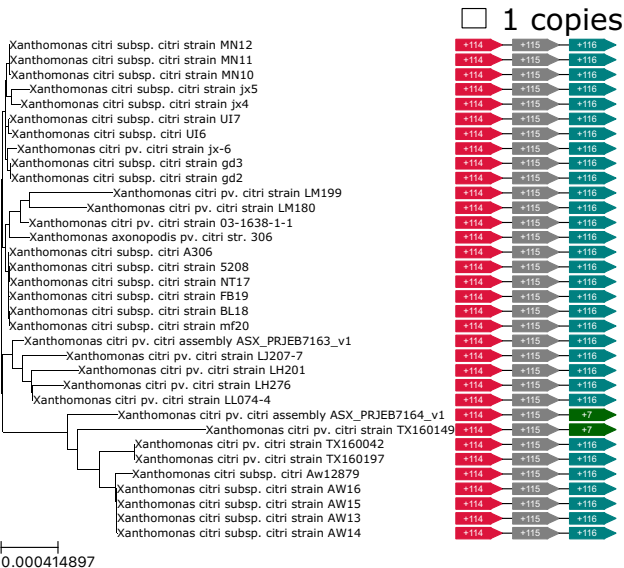 1 copies
Xanthomonas citri subsp. citri strain MN12 +114 +115 +116
Xanthomonas citri subsp. citri strain MN11 +114 +115 +116
Xanthomonas citri subsp. citri strain MN10 +114 +115 +116
Xanthomonas citri subsp. citri strain jx5 +114 +115 +116
Xanthomonas citri subsp. citri strain jx4 +114 +115 +116
Xanthomonas citri subsp. citri strain UI7 +114 +115 +116
Xanthomonas citri subsp. citri UI6 +114 +115 +116
Xanthomonas citri pv. citri strain jx-6 +114 +115 +116
Xanthomonas citri subsp. citri strain gd3 +114 +115 +116
Xanthomonas citri subsp. citri strain gd2 +114 +115 +116
Xanthomonas citri pv. citri strain LM199 +114 +115 +116
Xanthomonas citri pv. citri strain LM180 +114 +115 +116
Xanthomonas citri pv. citri strain 03-1638-1-1 +114 +115 +116
Xanthomonas axonopodis pv. citri str. 306 +114 +115 +116
Xanthomonas citri subsp. citri A306 +114 +115 +116
Xanthomonas citri subsp. citri strain 5208 +114 +115 +116
Xanthomonas citri subsp. citri strain NT17 +114 +115 +116
Xanthomonas citri subsp. citri strain FB19 +114 +115 +116
Xanthomonas citri subsp. citri strain BL18 +114 +115 +116
Xanthomonas citri subsp. citri strain mf20 +114 +115 +116
Xanthomonas citri pv. citri assembly ASX_PRJEB7163_v1 +114 +115 +116
Xanthomonas citri pv. citri strain LJ207-7 +114 +115 +116
Xanthomonas citri pv. citri strain LH201 +114 +115 +116
Xanthomonas citri pv. citri strain LH276 +114 +115 +116
Xanthomonas citri pv. citri strain LL074-4 +114 +115 +116
Xanthomonas citri pv. citri assembly ASX_PRJEB7164_v1 +114 +115 +7
Xanthomonas citri pv. citri strain TX160149 +114 +115 +7
Xanthomonas citri pv. citri strain TX160042 +114 +115 +116
Xanthomonas citri pv. citri strain TX160197 +114 +115 +116
Xanthomonas citri subsp. citri Aw12879 +114 +115 +116
Xanthomonas citri subsp. citri strain AW16 +114 +115 +116
Xanthomonas citri subsp. citri strain AW15 +114 +115 +116
Xanthomonas citri subsp. citri strain AW13 +114 +115 +116
Xanthomonas citri subsp. citri strain AW14 +114 +115 +116
0.000414897